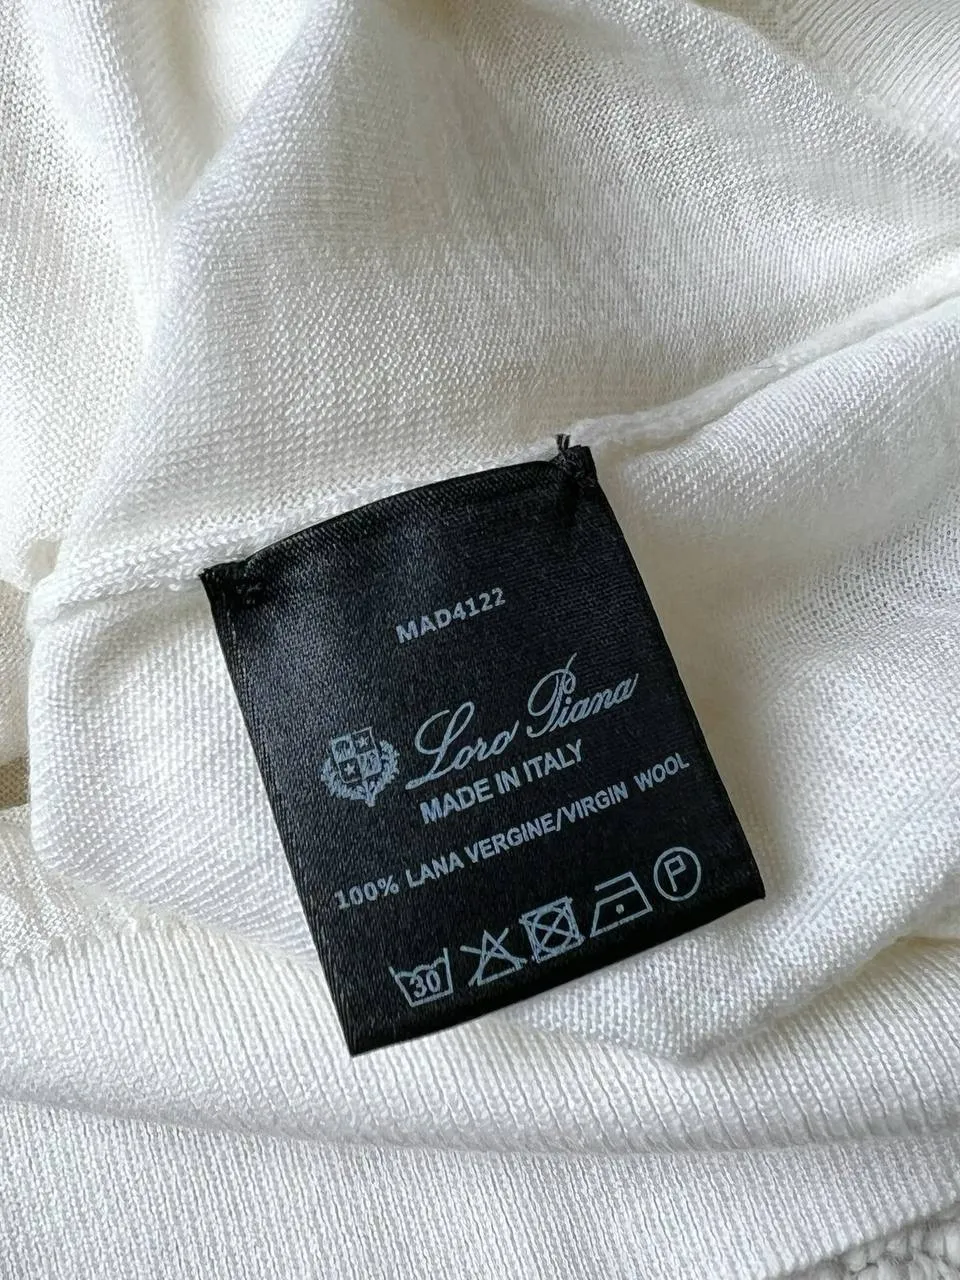 MAD4122
Loro Piana
MADE IN ITALY
100% LANA VERGINE/VIRGIN WOOL
30 P